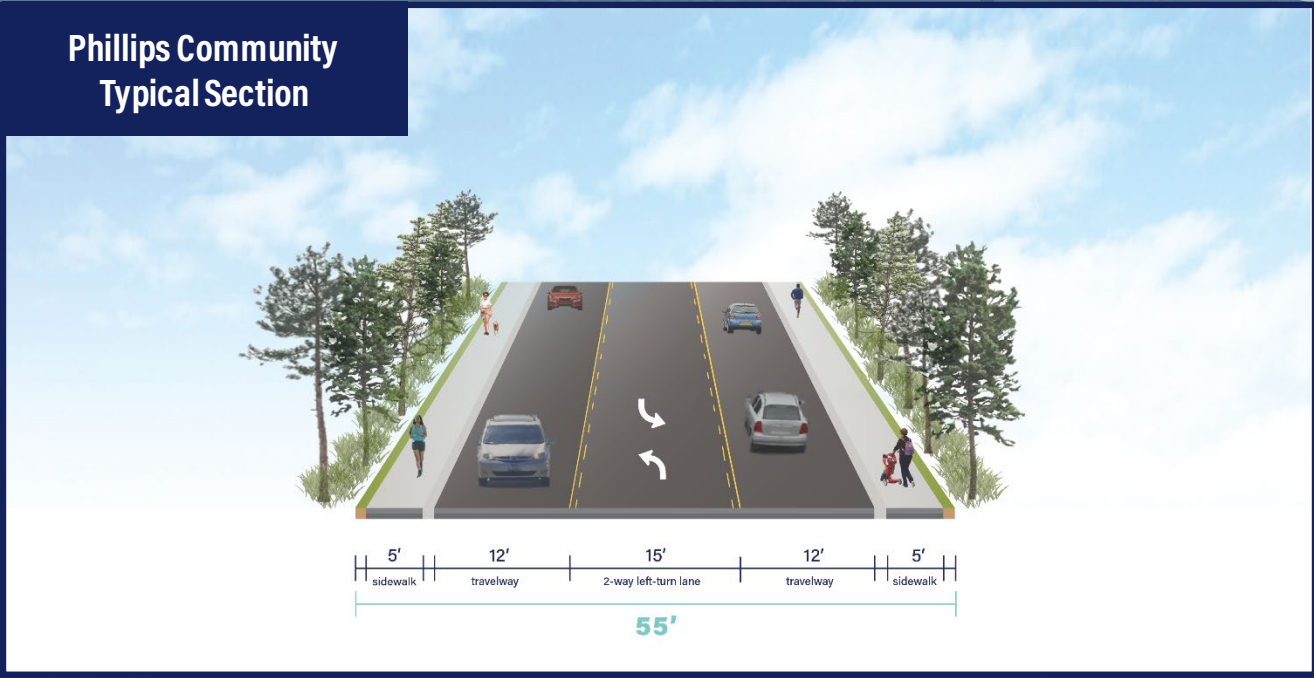 Phillips Community
Typical Section
5' 12' 15' 12' 5'
sidewalk travelway 2-way left-turn lane travelway sidewalk
55'